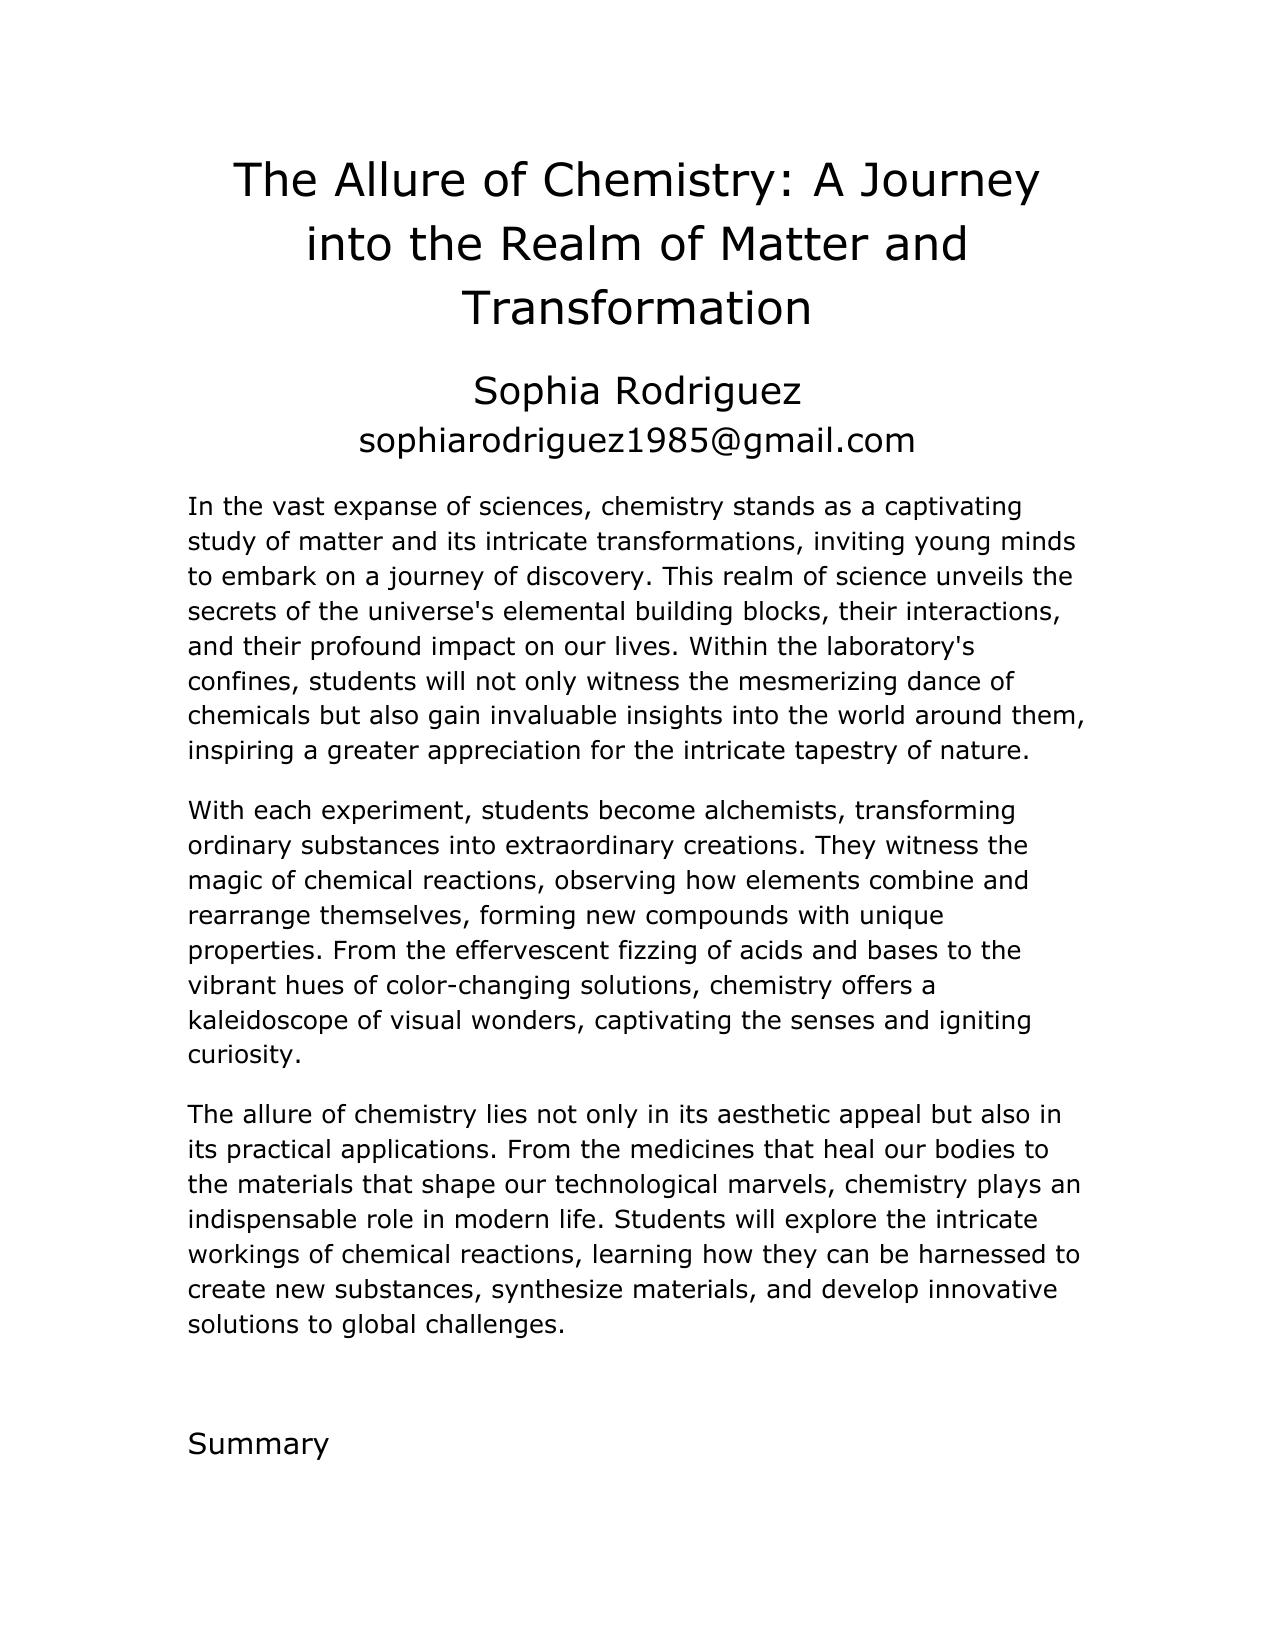 The Allure of Chemistry: A Journey
into the Realm of Matter and
Transformation
Sophia Rodriguez
sophiarodriguez1985@gmail.com
In the vast expanse of sciences, chemistry stands as a captivating
study of matter and its intricate transformations, inviting young minds
to embark on a journey of discovery. This realm of science unveils the
secrets of the universe's elemental building blocks, their interactions,
and their profound impact on our lives. Within the laboratory's
confines, students will not only witness the mesmerizing dance of
chemicals but also gain invaluable insights into the world around them,
inspiring a greater appreciation for the intricate tapestry of nature.
With each experiment, students become alchemists, transforming
ordinary substances into extraordinary creations. They witness the
magic of chemical reactions, observing how elements combine and
rearrange themselves, forming new compounds with unique
properties. From the effervescent fizzing of acids and bases to the
vibrant hues of color-changing solutions, chemistry offers a
kaleidoscope of visual wonders, captivating the senses and igniting
curiosity.
The allure of chemistry lies not only in its aesthetic appeal but also in
its practical applications. From the medicines that heal our bodies to
the materials that shape our technological marvels, chemistry plays an
indispensable role in modern life. Students will explore the intricate
workings of chemical reactions, learning how they can be harnessed to
create new substances, synthesize materials, and develop innovative
solutions to global challenges.
Summary